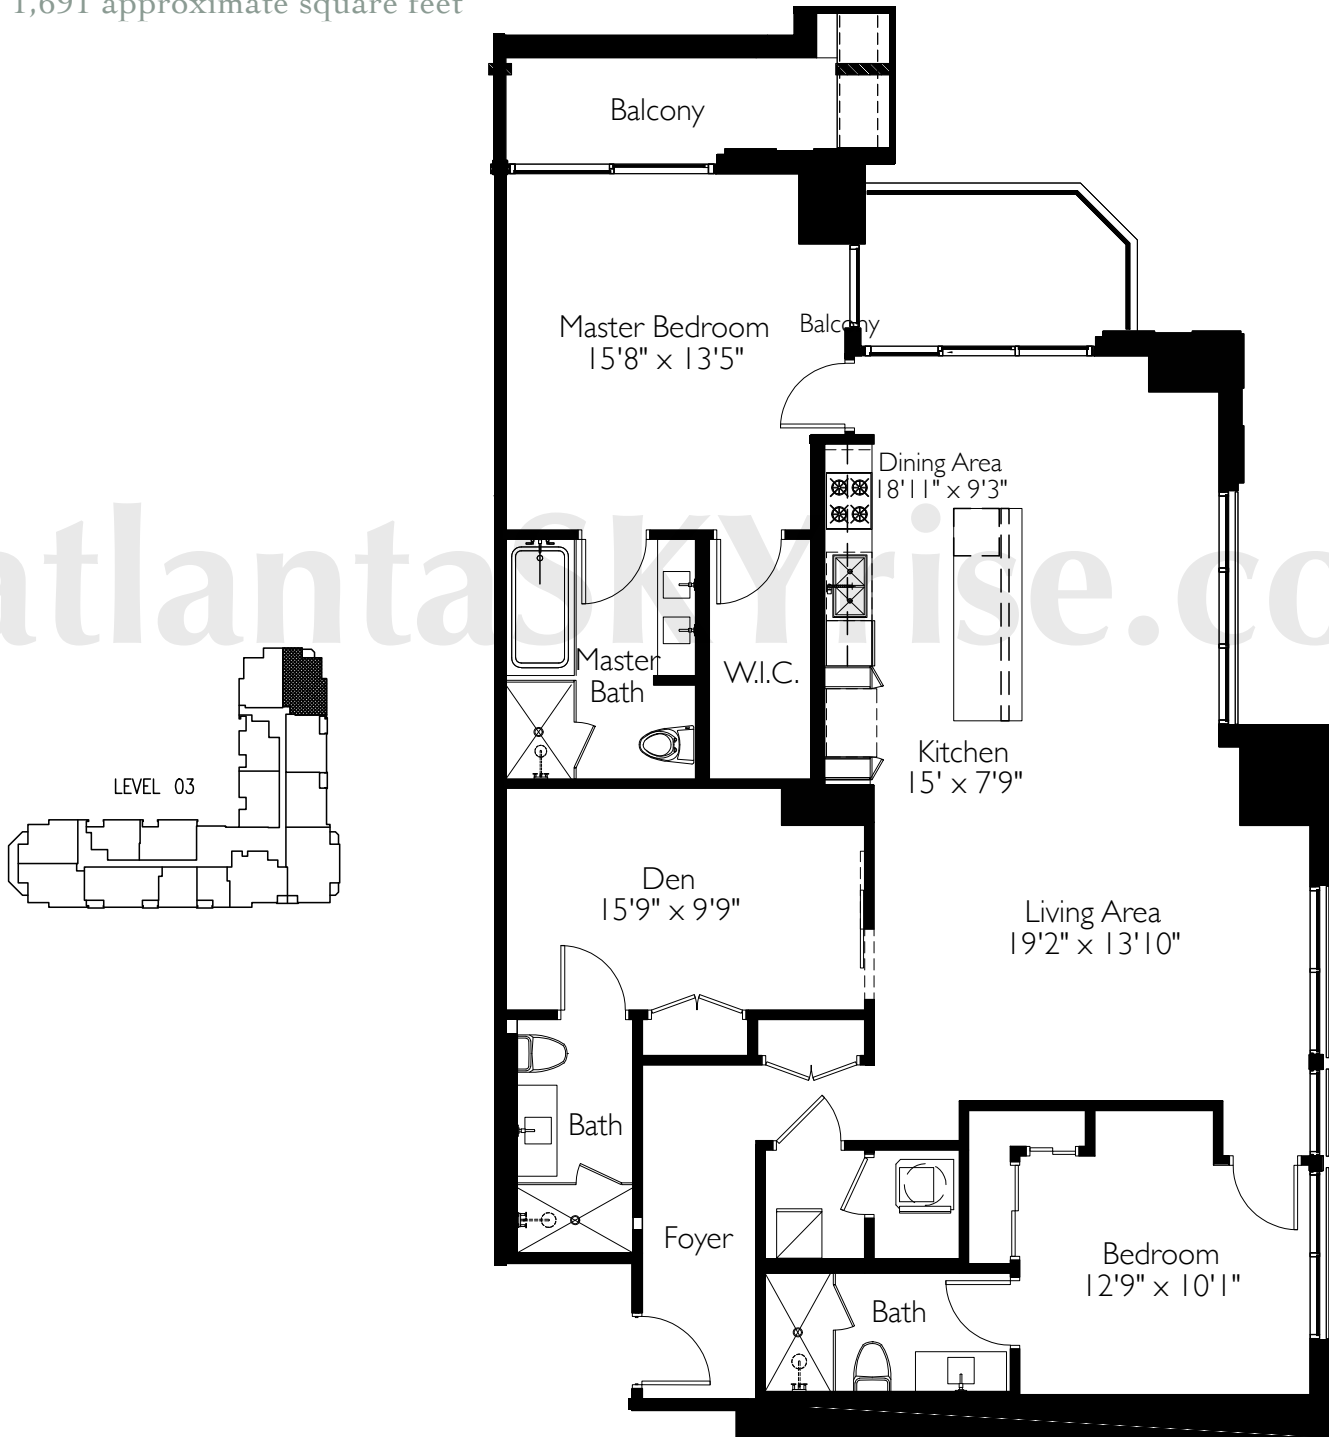 1,691 approximate square feet
Balcony
Master Bedroom
15'8" x 13'5"
Balcony
Dining Area
18'11" x 9'3"
atlantaSKYrise.co
Master
Bath
W.I.C.
Kitchen
15' x 7'9"
LEVEL 03
Den
15'9" x 9'9"
Living Area
19'2" x 13'10"
Bath
Foyer
Bedroom
12'9" x 10'1"
Bath